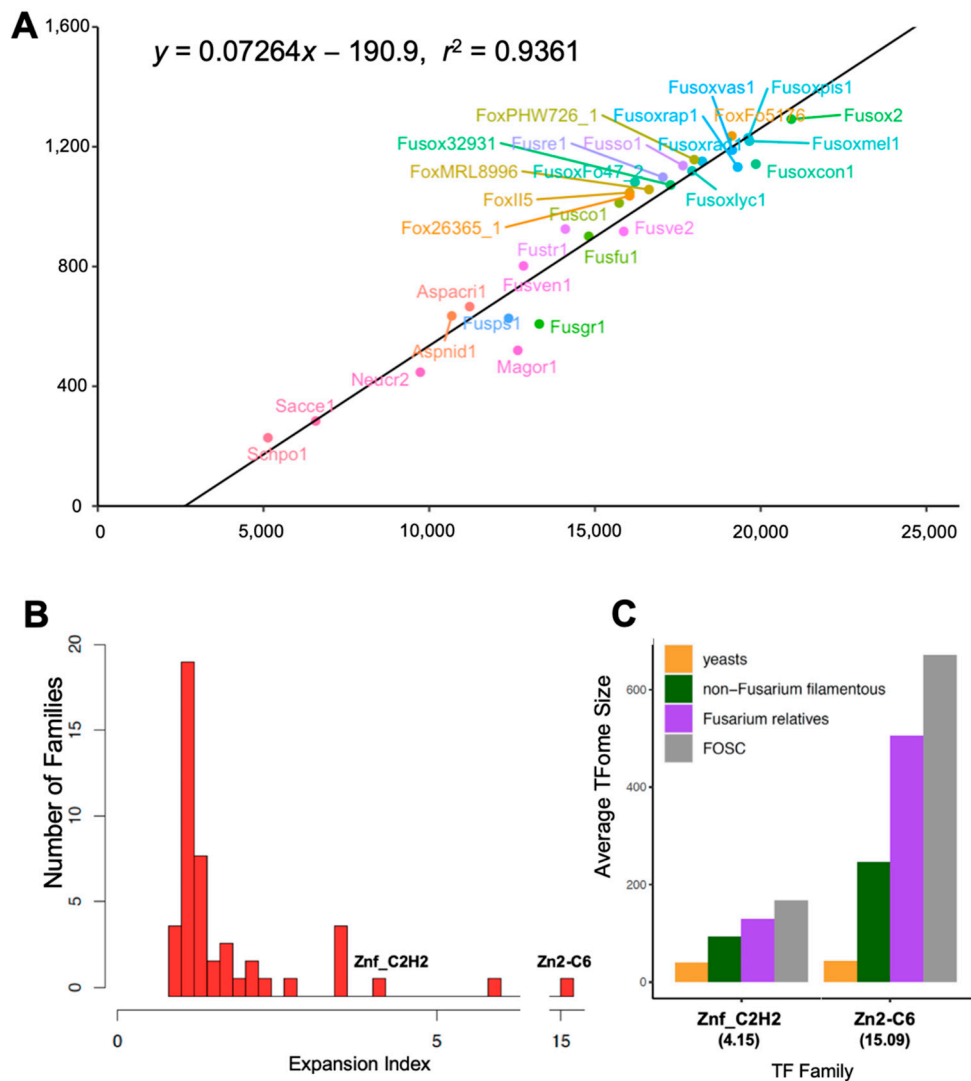 A
1,600
y = 0.07264x – 190.9, r² = 0.9361
Fusoxvas1
Fusoxpis1
FoxPHW726_1
Fusoxrap1
FoxFo5176
Fusox2
1,200
Fusox32931
Fusre1
Fusso1
Fusoxrad1
Fusoxmel1
FoxMRL8996
FusoxFo47_2
Fusoxcon1
FoxII5
Fusoxlyc1
Fox26365_1
Fusco1
Fusve2
Fustr1
Fusfu1
800
Fusven1
Aspacri1
Fusps1
Fusgr1
Aspnid1
Magor1
400
Neucr2
Sacce1
Schpo1
0
0
5,000
10,000
15,000
20,000
25,000
B
Number of Families
20
15
10
5
0
Znf_C2H2
Zn2-C6
0
5
15
Expansion Index
C
Average TFome Size
yeasts
non-Fusarium filamentous
Fusarium relatives
FOSC
600
400
200
0
Znf_C2H2
(4.15)
Zn2-C6
(15.09)
TF Family